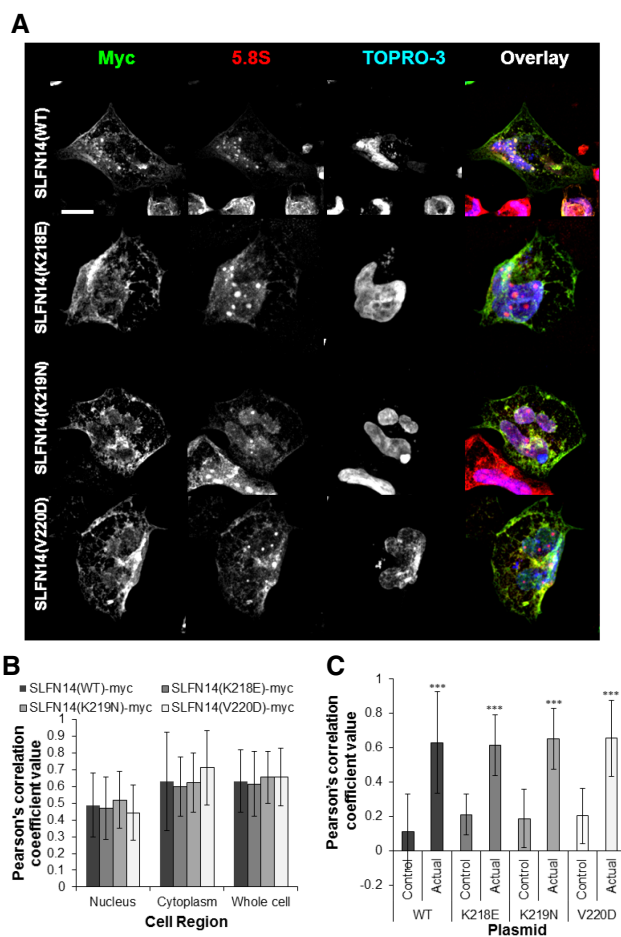 A
Myc 5.8S TOPRO-3 Overlay
SLFN14(WT)
SLFN14(K218E)
SLFN14(K219N)
SLFN14(V220D)
B
SLFN14(WT)-myc SLFN14(K218E)-myc
SLFN14(K219N)-myc SLFN14(V220D)-myc
Pearson's correlation
coeefficient value
1
0.9
0.8
0.7
0.6
0.5
0.4
0.3
0.2
0.1
0
Nucleus Cytoplasm Whole cell
Cell Region
C
Pearson's correlation
coefficient value
1
0.8
0.6
0.4
0.2
0
-0.2
*** *** *** ***
Control Actual Control Actual Control Actual Control Actual
WT K218E K219N V220D
Plasmid